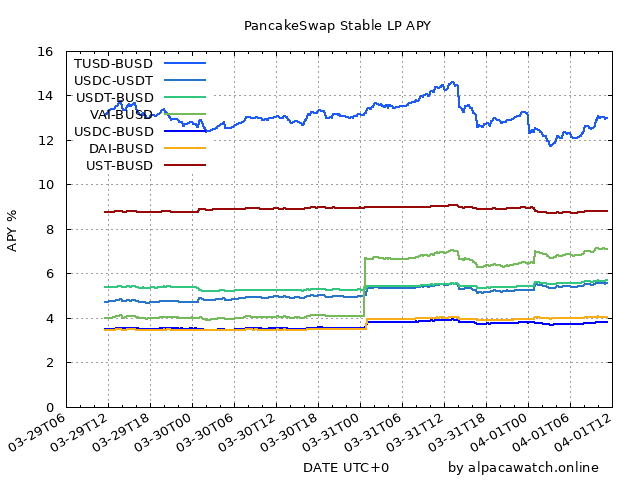 PancakeSwap Stable LP APY
16
14
12
10
8
6
4
2
0
APY %
TUSD-BUSD
USDC-USDT
USDT-BUSD
VAI-BUSD
USDC-BUSD
DAI-BUSD
UST-BUSD
03-29T06
03-29T12
03-29T18
03-30T00
03-30T06
03-30T12
03-30T18
03-31T00
03-31T06
03-31T12
03-31T18
04-01T00
04-01T06
04-01T12
DATE UTC+0
by alpacawatch.online